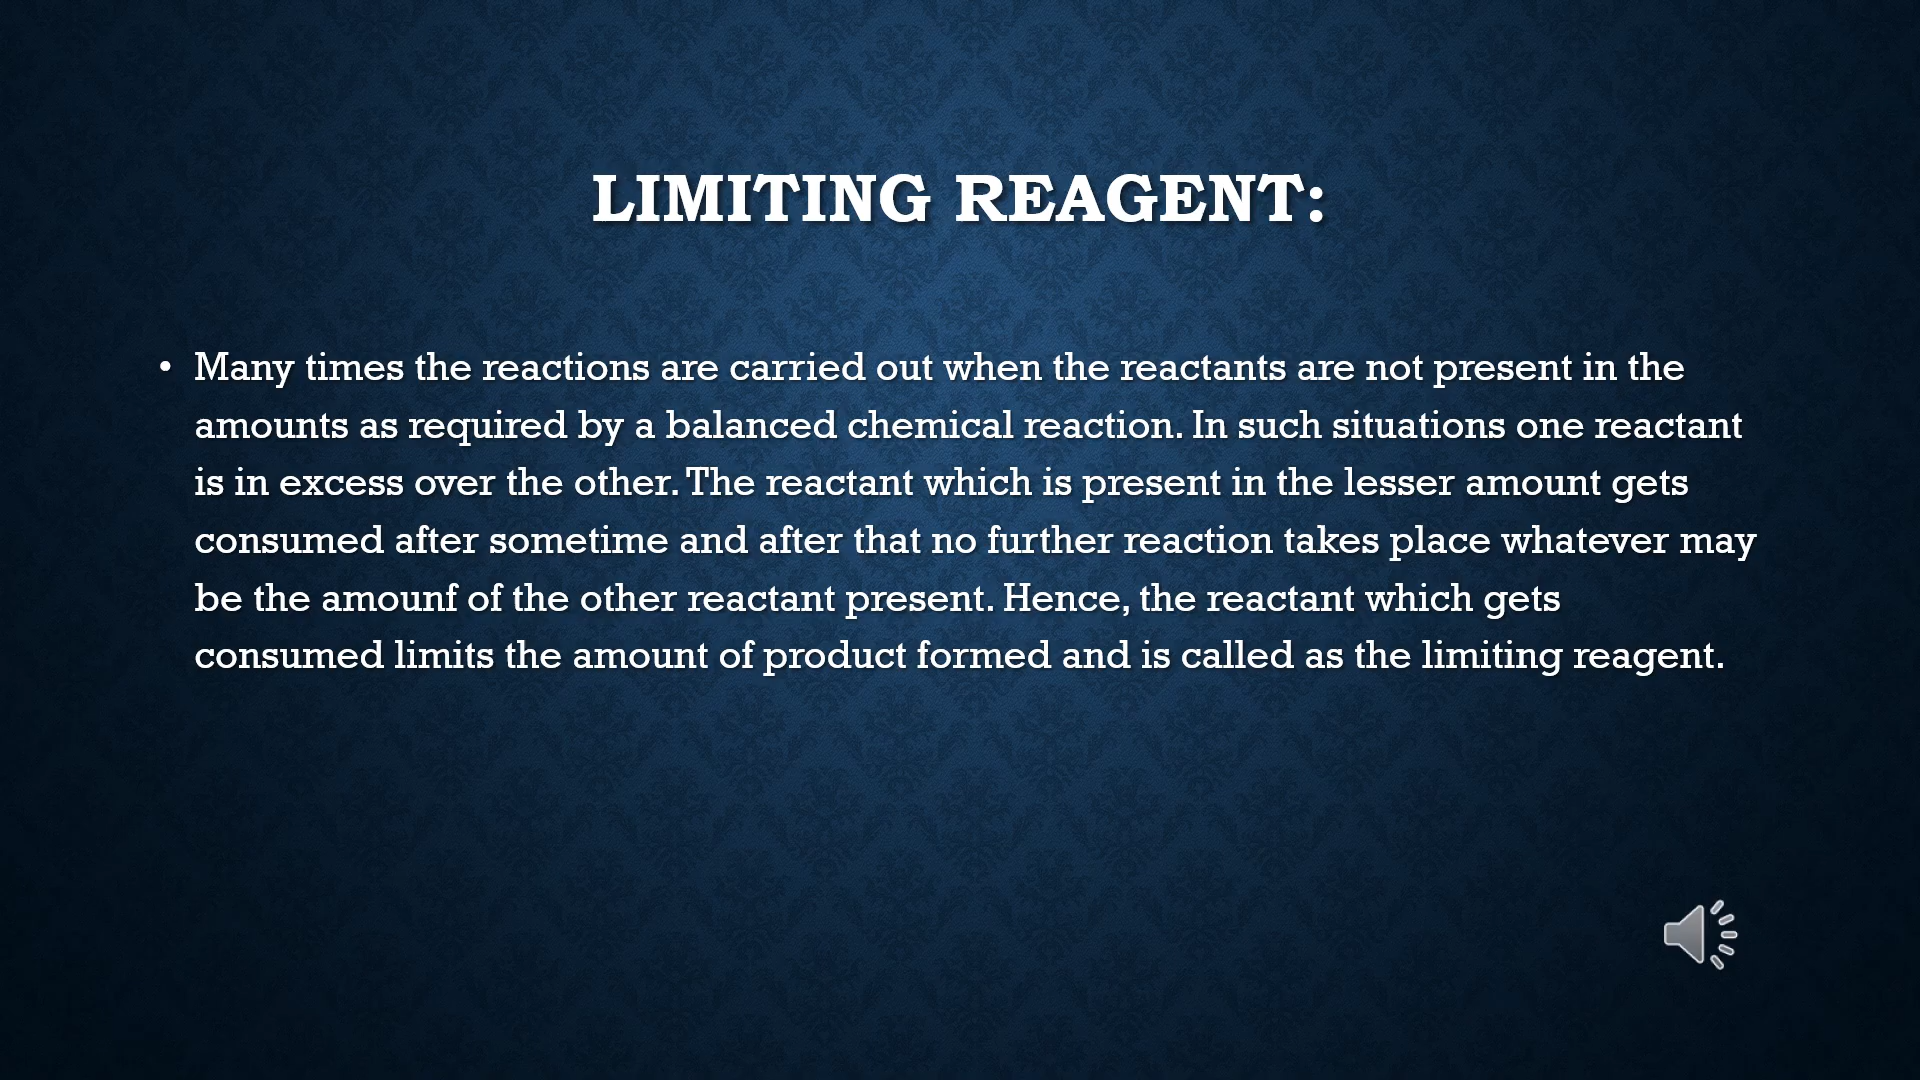 LIMITING REAGENT:
• Many times the reactions are carried out when the reactants are not present in the
amounts as required by a balanced chemical reaction. In such situations one reactant
is in excess over the other. The reactant which is present in the lesser amount gets
consumed after sometime and after that no further reaction takes place whatever may
be the amounf of the other reactant present. Hence, the reactant which gets
consumed limits the amount of product formed and is called as the limiting reagent.